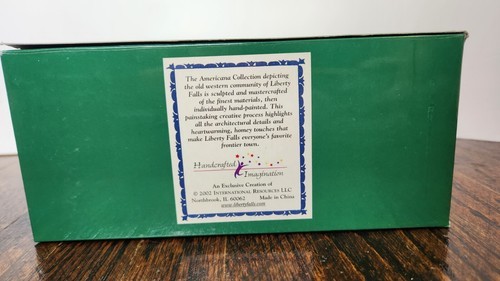 The Americana Collection depicting
the old western community of Liberty
Falls is sculpted and mastercrafted
of the finest materials, then
individually hand-painted. This
painstaking creative process highlights
all the architectural details and
heartwarming, homey touches that
make Liberty Falls everyone's favorite
frontier town.
Handcrafted
Imagination
An Exclusive Creation of
© 2002 INTERNATIONAL RESOURCES LLC
Northbrook, IL 60062 Made in China
www.libertyfalls.com